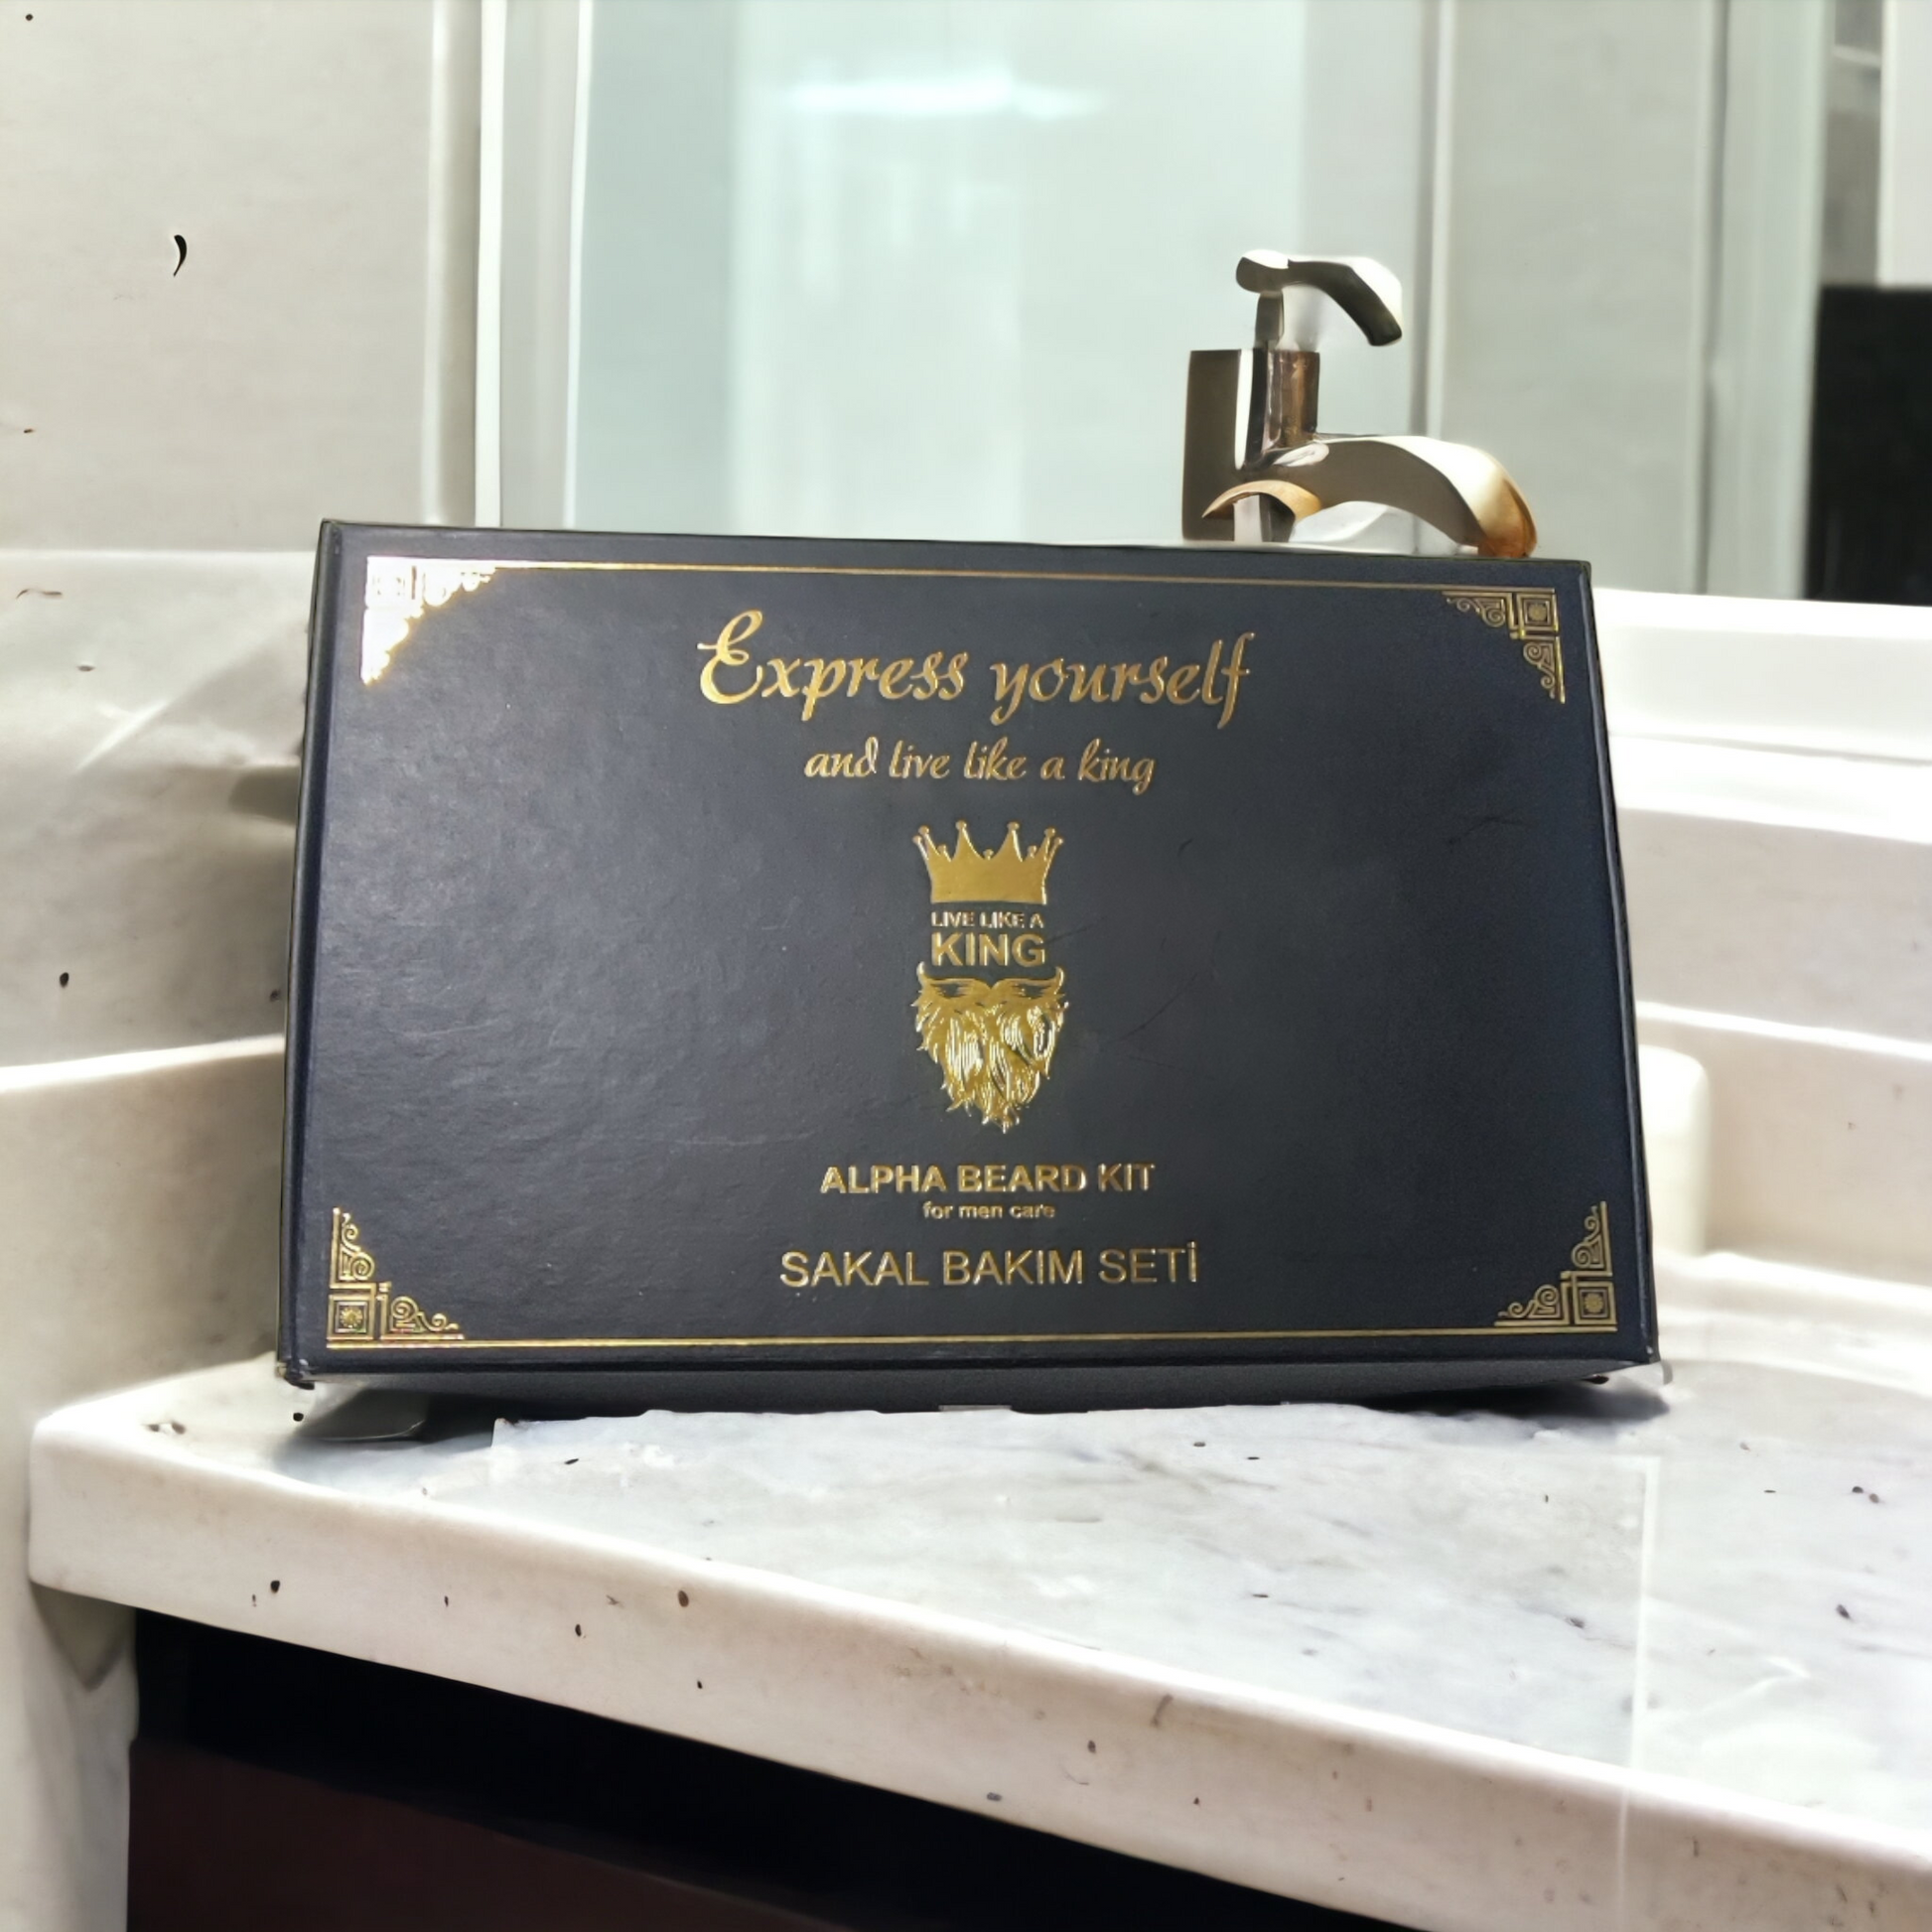 Express yourself
and live like a king
LIVE LIKE A
KING
ALPHA BEARD KIT
for men care
SAKAL BAKIM SETİ